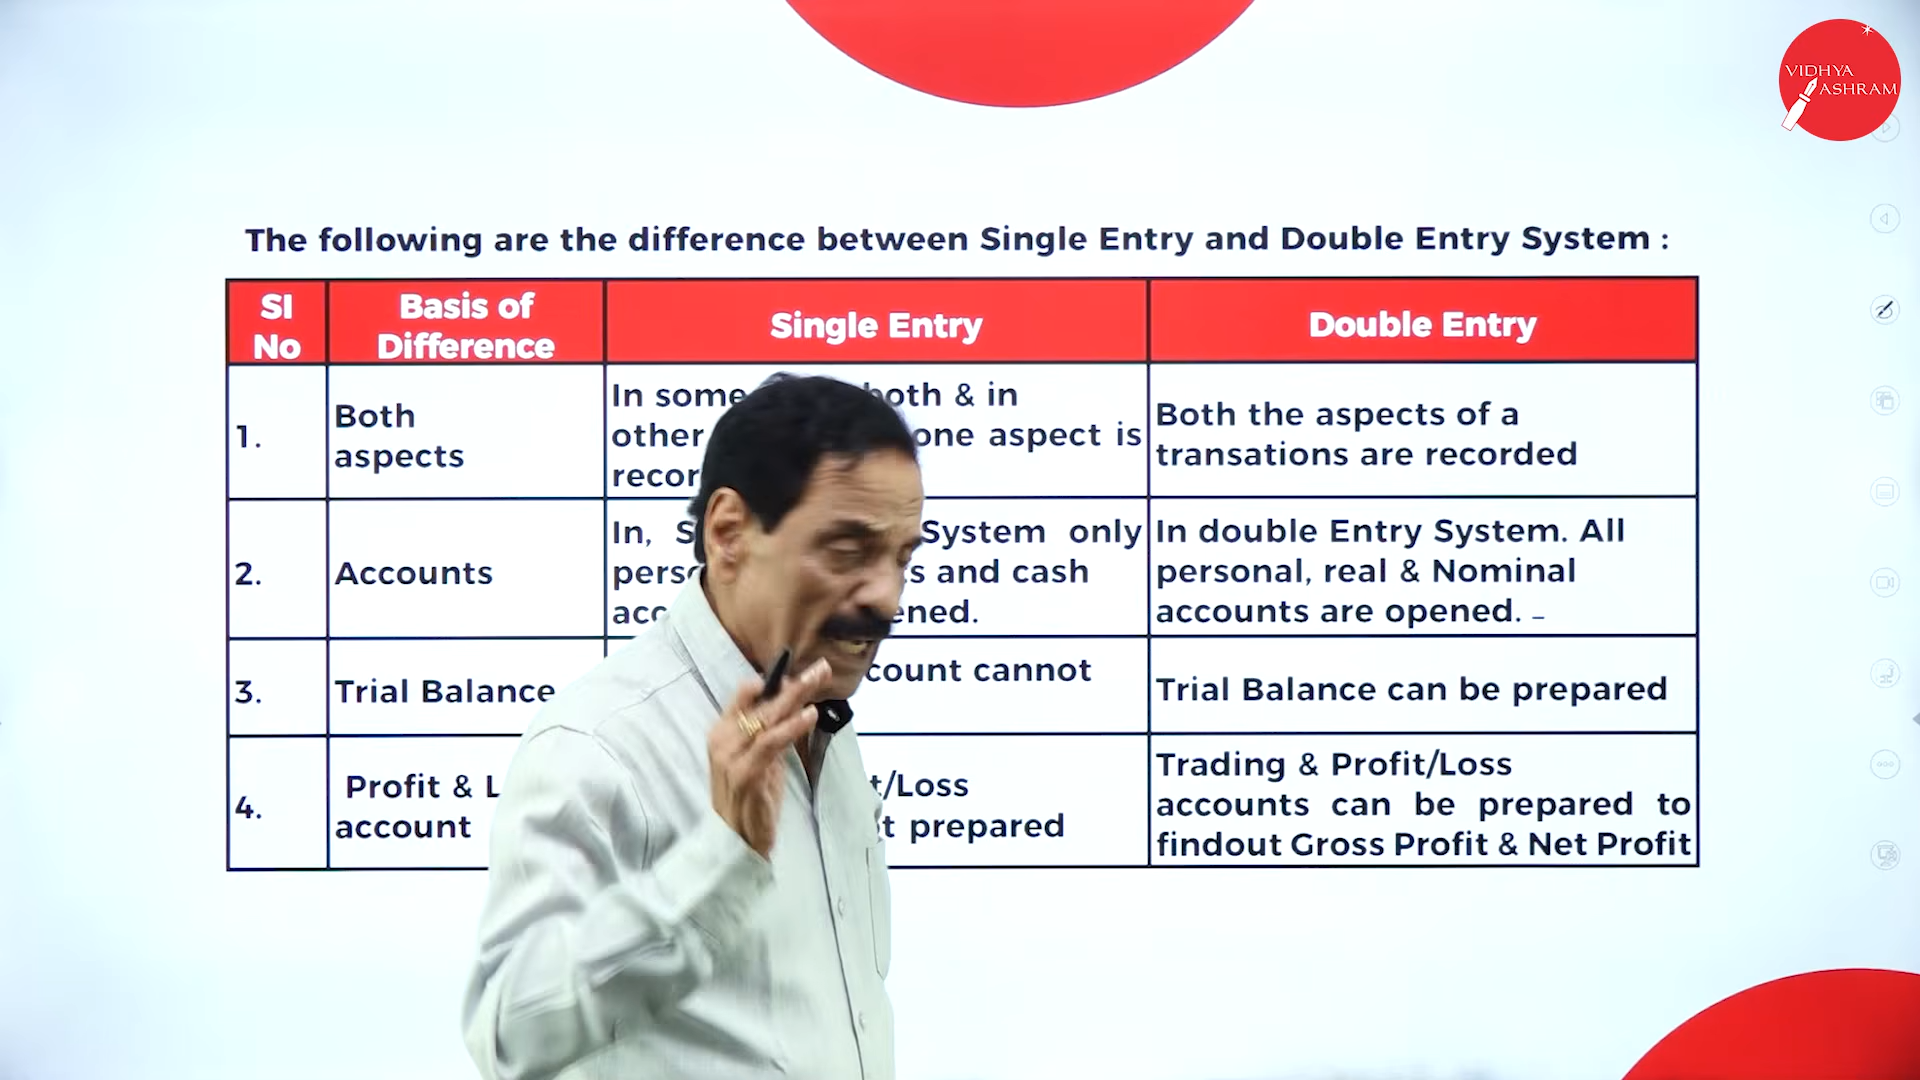 VIDHYA
ASHRAM
The following are the difference between Single Entry and Double Entry System :
SI
No
Basis of
Difference
Single Entry
Double Entry
1.
Both
aspects
In some both & in
other one aspect is
Both the aspects of a
transations are recorded
2.
Accounts
In, System only
s and cash
In double Entry System. All
personal, real & Nominal
accounts are opened.
3.
Trial Balance
cannot
Trial Balance can be prepared
4.
Profit &
account
/Loss
prepared
Trading & Profit/Loss
accounts can be prepared to
findout Gross Profit & Net Profit